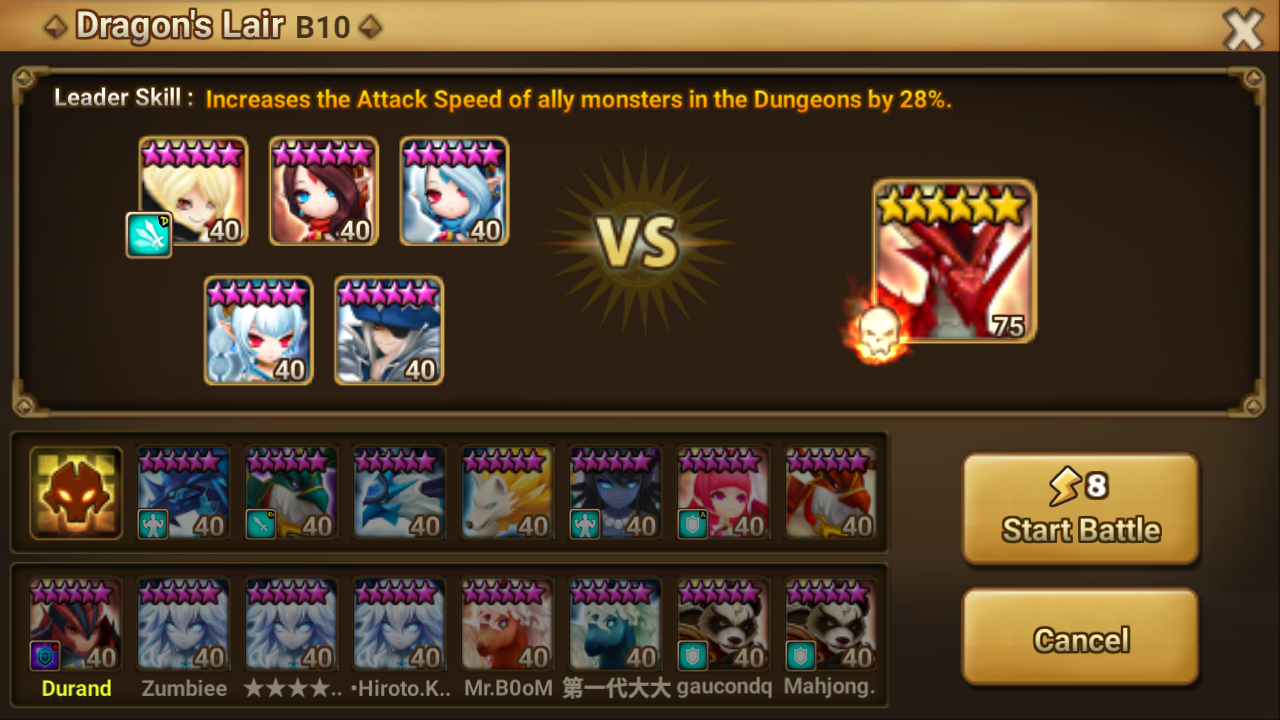 Dragon's Lair B10
Leader Skill : Increases the Attack Speed of ally monsters in the Dungeons by 28%.
40 40 40
VS
75
40 40
40 40 40 40 40 40 40
8
Start Battle
40 40 40 40 40 40 40 40
Durand Zumbiee ★★★★.. •Hiroto.K.. Mr.B0oM 第一代大大 gaucondq Mahjong.
Cancel